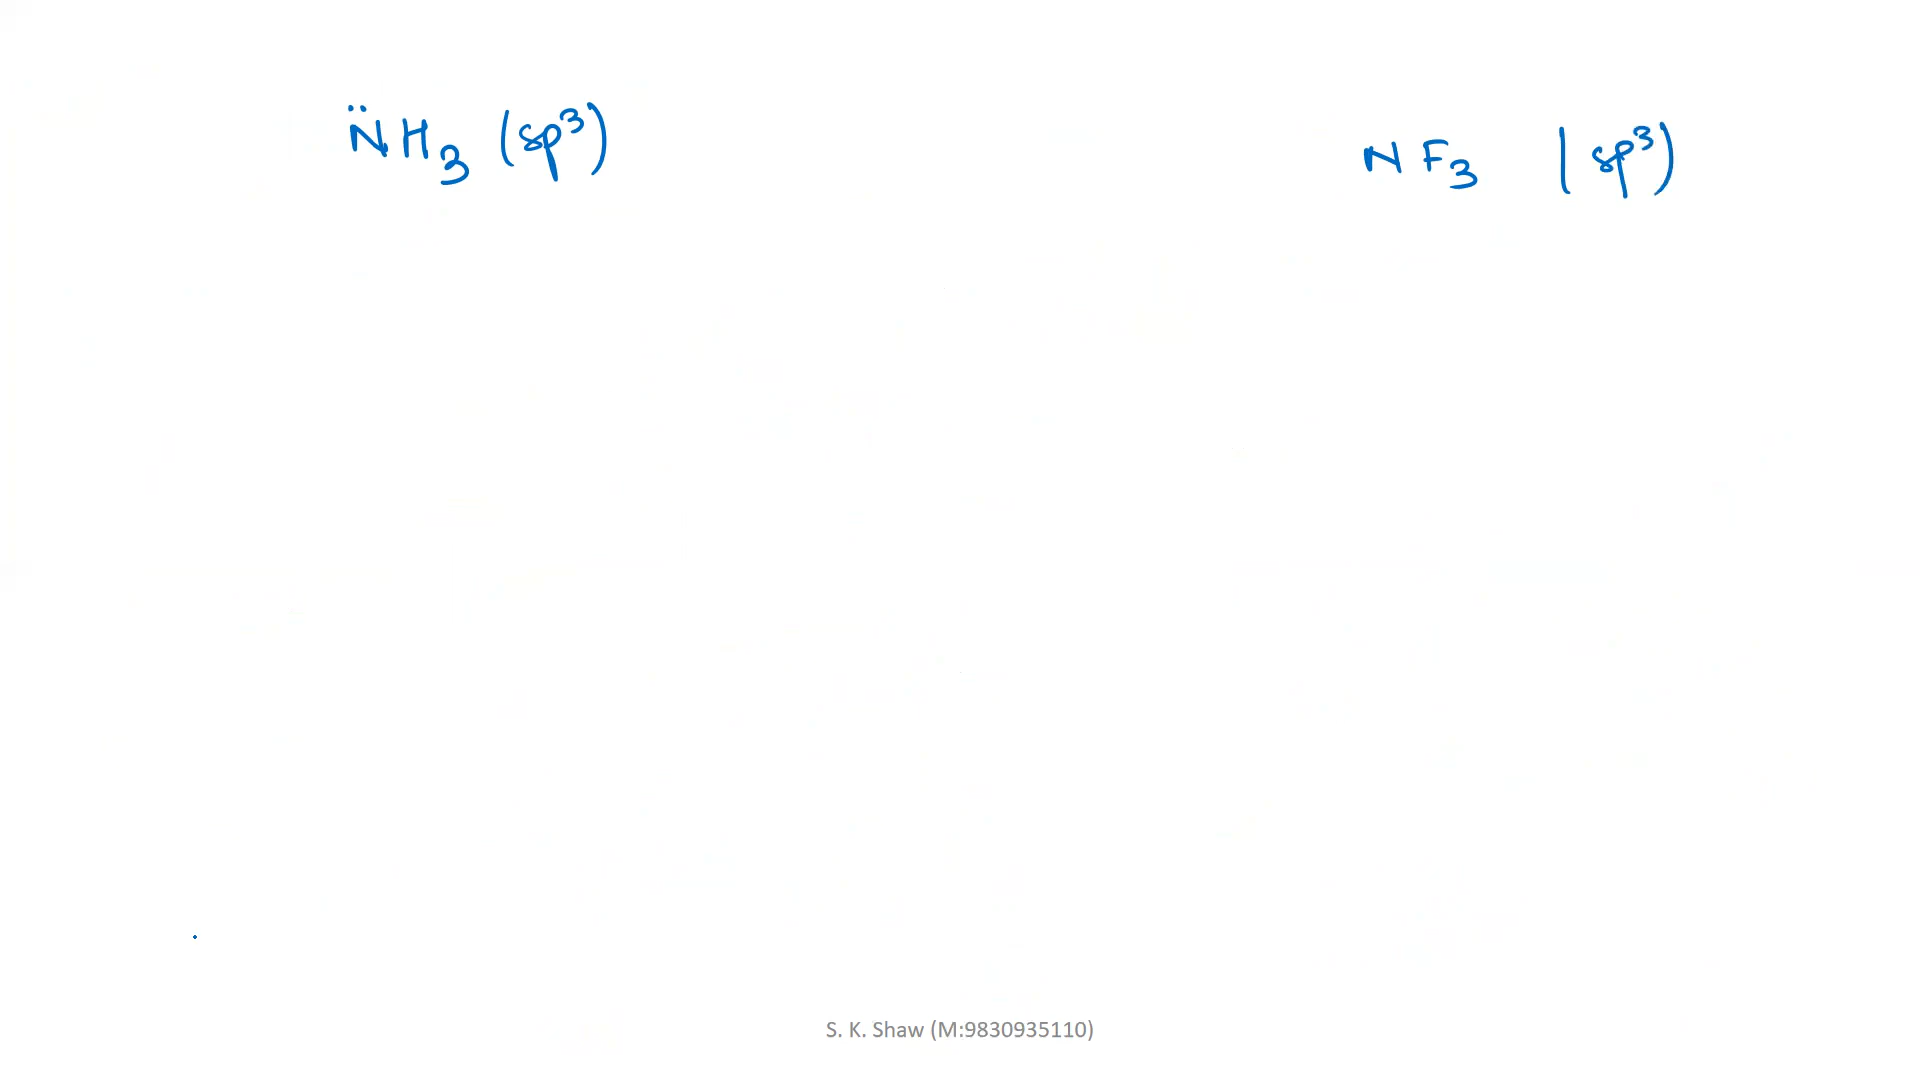 N̈H₃ (sp³)
NF₃ (sp³)
S. K. Shaw (M:9830935110)